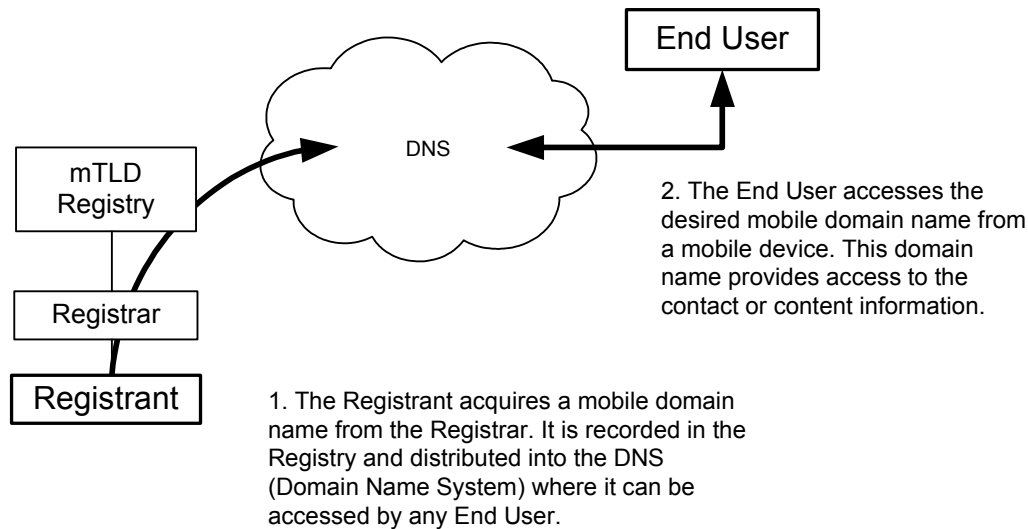 End User
DNS
mTLD
Registry
Registrar
Registrant
2. The End User accesses the
desired mobile domain name from
a mobile device. This domain
name provides access to the
contact or content information.
1. The Registrant acquires a mobile domain
name from the Registrar. It is recorded in the
Registry and distributed into the DNS
(Domain Name System) where it can be
accessed by any End User.